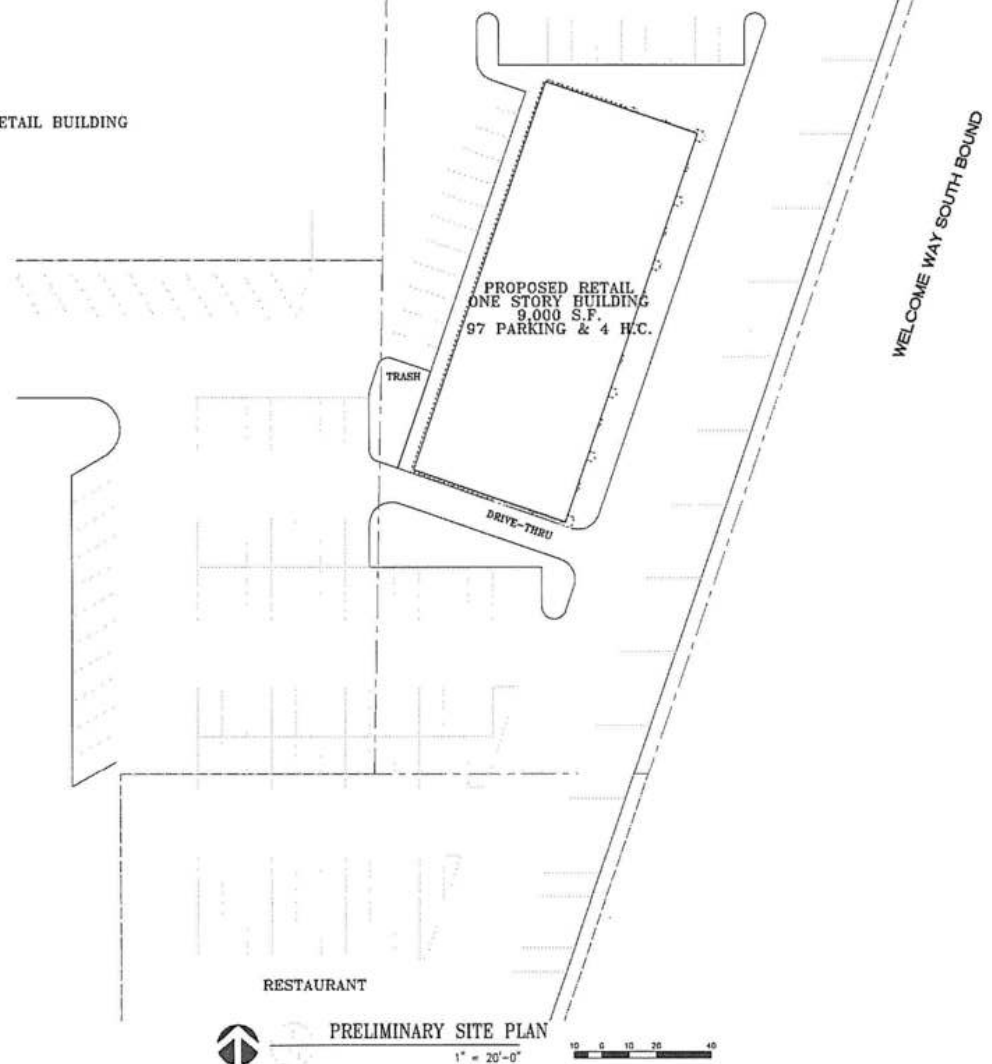 ETAIL BUILDING
WELCOME WAY SOUTH BOUND
PROPOSED RETAIL
ONE STORY BUILDING
9,000 S.F.
97 PARKING & 4 H.C.
TRASH
DRIVE-THRU
RESTAURANT
PRELIMINARY SITE PLAN
1" = 20'-0"
10 0 10 20 40